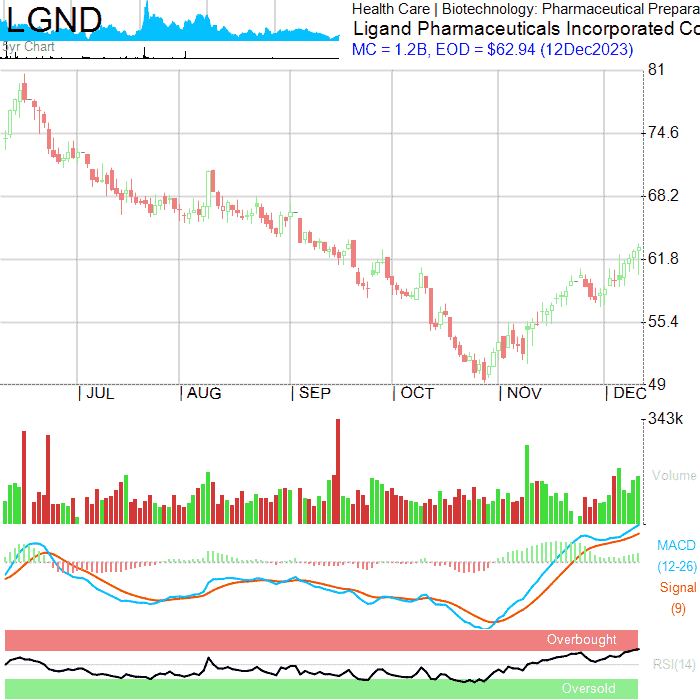 LGND
5yr Chart
Health Care | Biotechnology: Pharmaceutical Prepara
Ligand Pharmaceuticals Incorporated Co
MC = 1.2B, EOD = $62.94 (12Dec2023)
81
74.6
68.2
61.8
55.4
49
JUL AUG SEP OCT NOV DEC
343k
Volume
MACD
(12-26)
Signal
(9)
Overbought
RSI(14)
Oversold